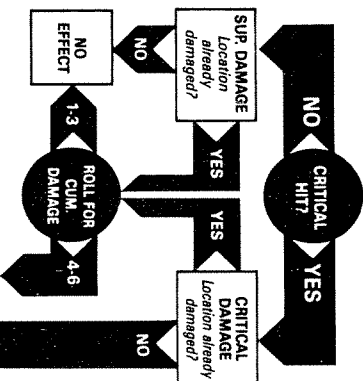 CRITICAL
HIT?
NO
YES
SUP. DAMAGE
Location
already
damaged?
NO
YES
CRITICAL
DAMAGE
Location already
damaged?
YES
NO
NO
EFFECT
1-3
ROLL FOR
CUM.
DAMAGE
4-6